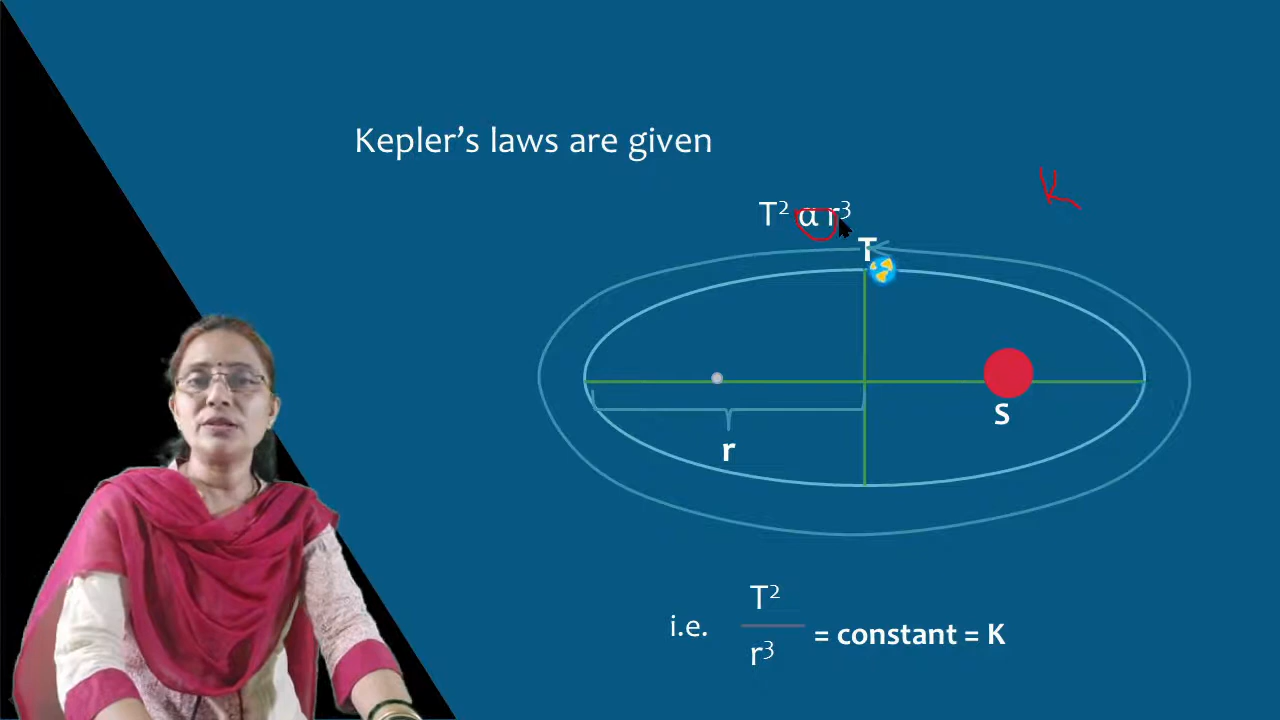 Kepler's laws are given
K
T² α r³
T
S
r
i.e. T²
r³ = constant = K